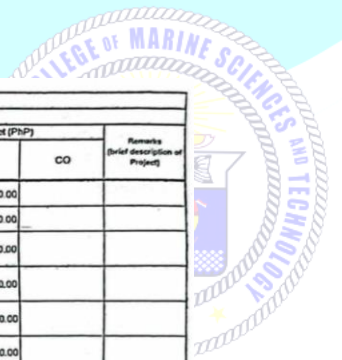 COLLEGE OF MARINE SCIENCES AND TECHNOLOGY
et (PhP)
CO
Remarks
(brief description of
Project)
0.00
0.00
0.00
0.00
0.00
0.00